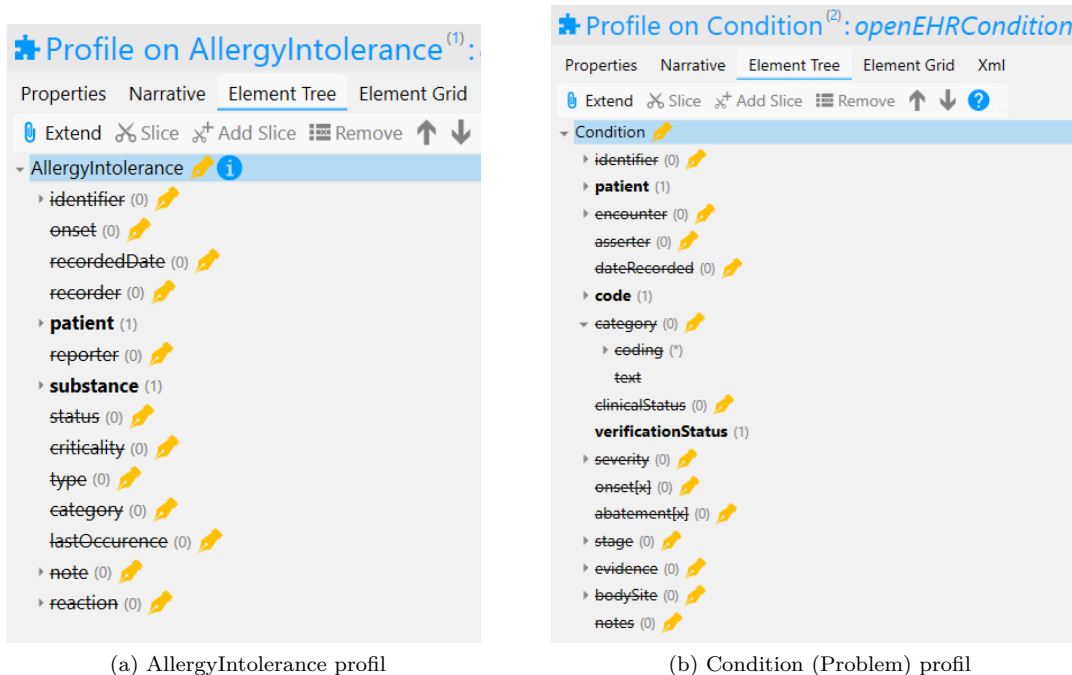 Profile on AllergyIntolerance (1) :
Properties Narrative Element Tree Element Grid
Extend Slice Add Slice Remove
AllergyIntolerance
identifier (0)
onset (0)
recordedDate (0)
recorder (0)
patient (1)
reporter (0)
substance (1)
status (0)
criticality (0)
type (0)
category (0)
lastOccurence (0)
note (0)
reaction (0)
(a) AllergyIntolerance profil
Profile on Condition (2) : openEHRCondition
Properties Narrative Element Tree Element Grid Xml
Extend Slice Add Slice Remove
Condition
identifier (0)
patient (1)
encounter (0)
asserter (0)
dateRecorded (0)
code (1)
category (0)
coding (*)
text
clinicalStatus (0)
verificationStatus (1)
severity (0)
onset[x] (0)
abatement[x] (0)
stage (0)
evidence (0)
bodySite (0)
notes (0)
(b) Condition (Problem) profil